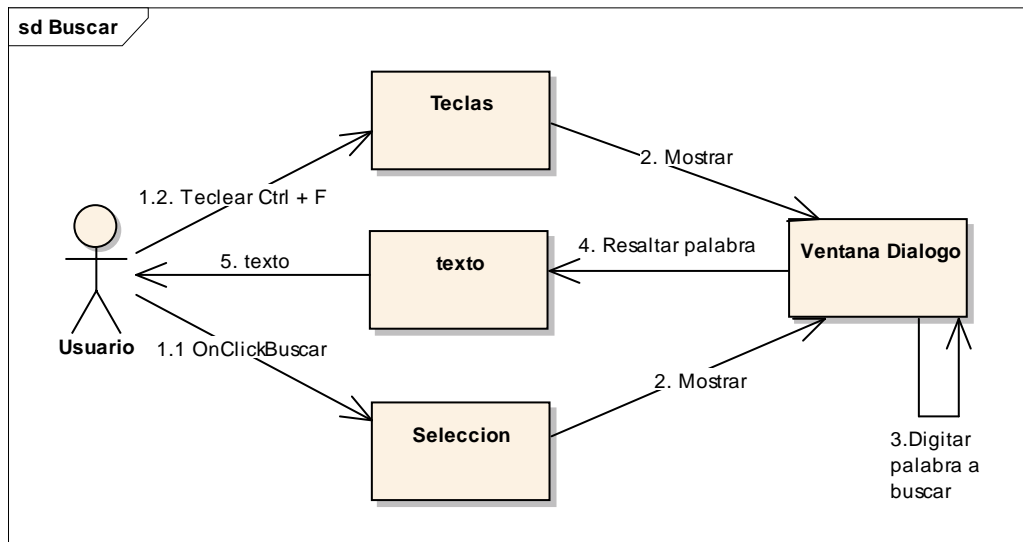 sd Buscar
Teclas
2. Mostrar
1.2. Teclear Ctrl + F
4. Resaltar palabra
Ventana Dialogo
5. texto
texto
Usuario
1.1 OnClickBuscar
2. Mostrar
Seleccion
3.Digitar
palabra a
buscar